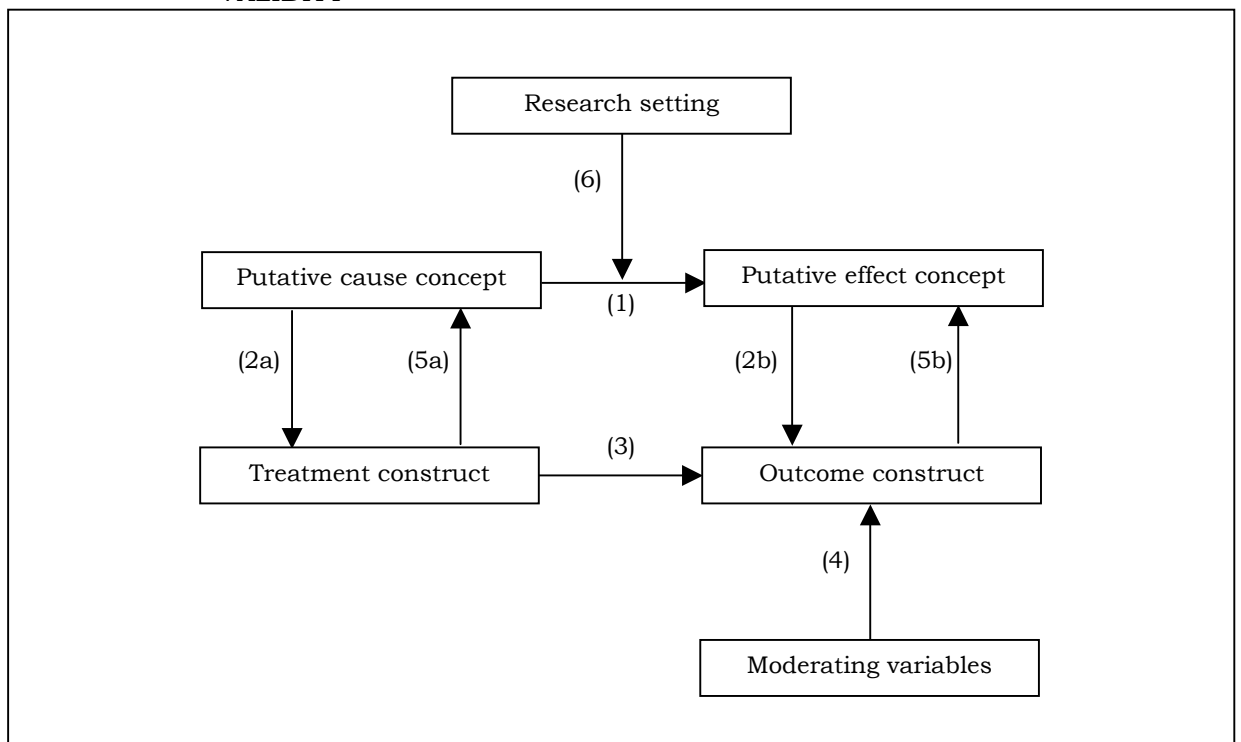 Research setting
(6)
Putative cause concept
Putative effect concept
(1)
(2a)
(5a)
(2b)
(5b)
(3)
Treatment construct
Outcome construct
(4)
Moderating variables